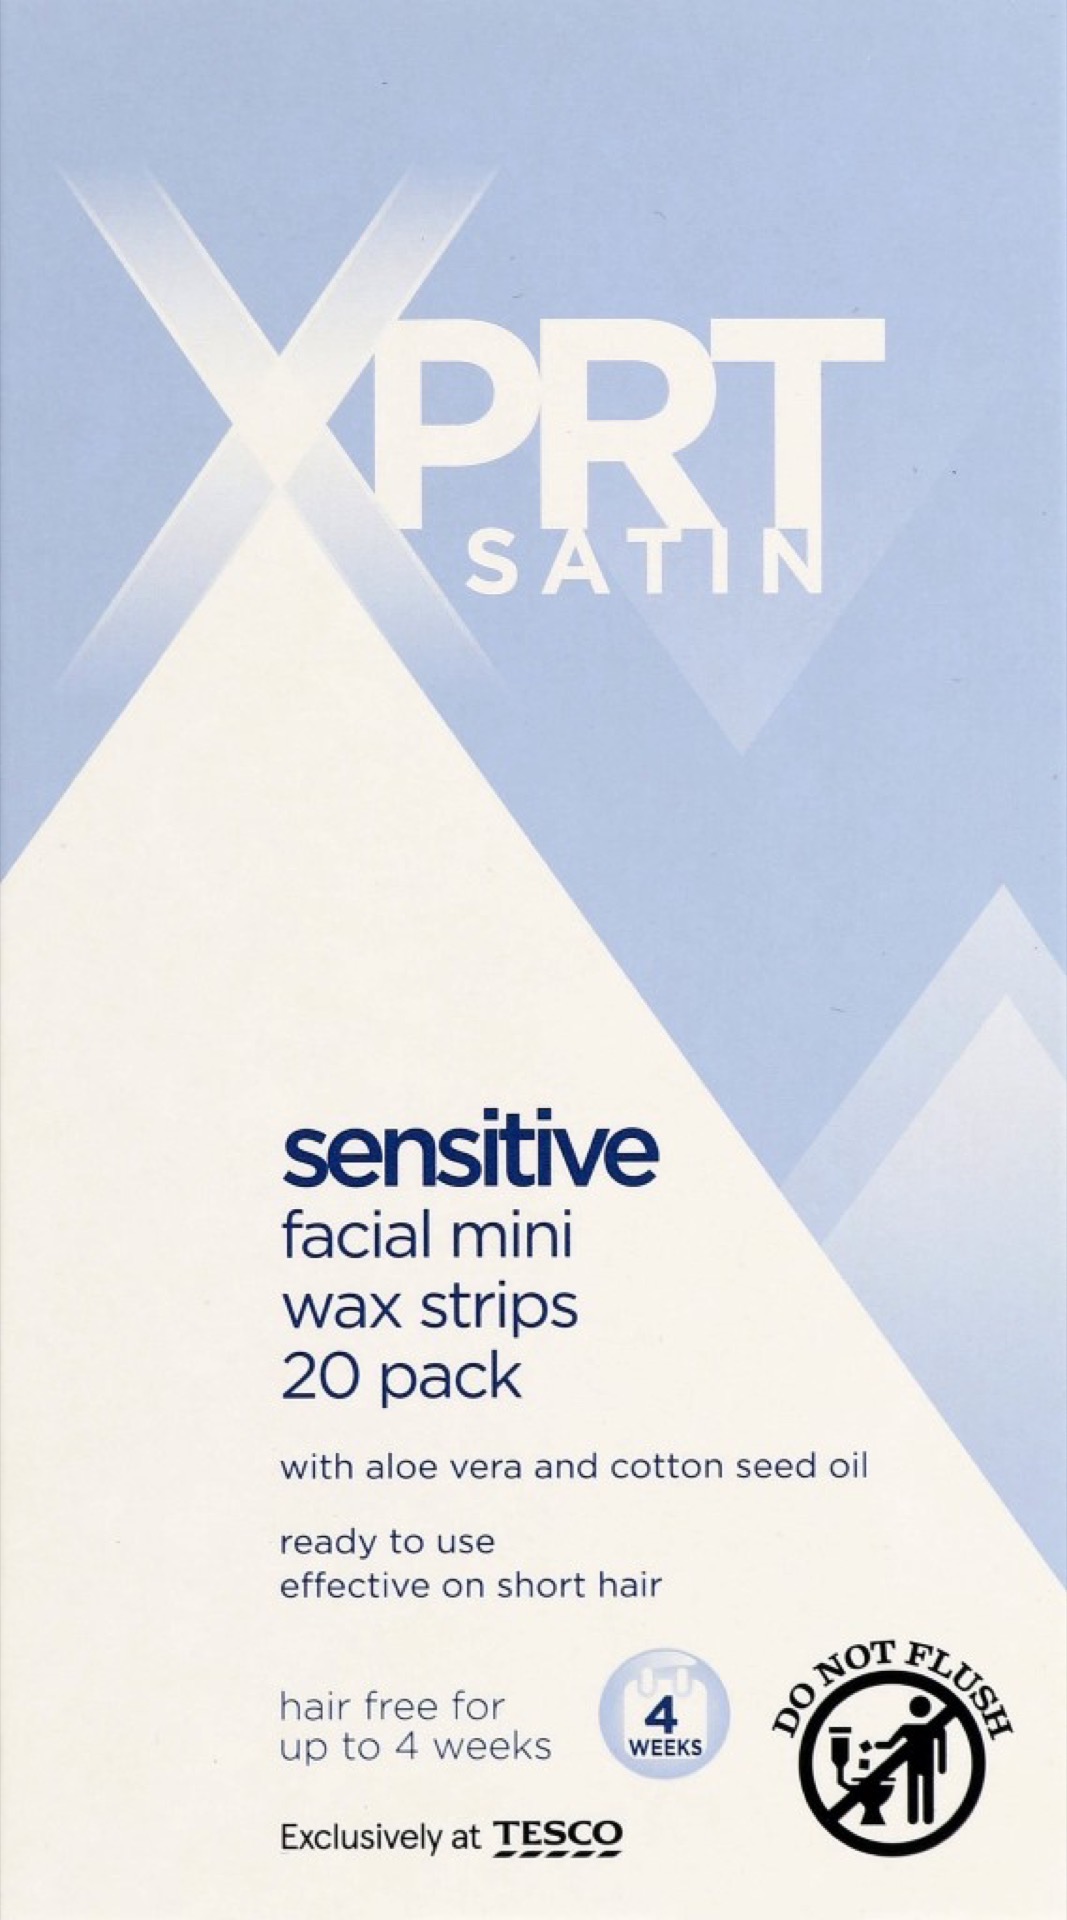 XPRT
SATIN
sensitive
facial mini
wax strips
20 pack
with aloe vera and cotton seed oil
ready to use
effective on short hair
hair free for
up to 4 weeks
4
WEEKS
DO NOT FLUSH
Exclusively at TESCO